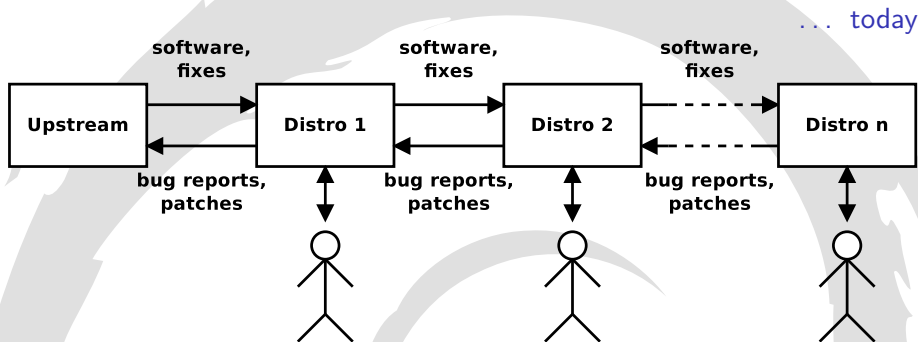 ... today
software,
fixes
software,
fixes
software,
fixes
Upstream
Distro 1
Distro 2
Distro n
bug reports,
patches
bug reports,
patches
bug reports,
patches